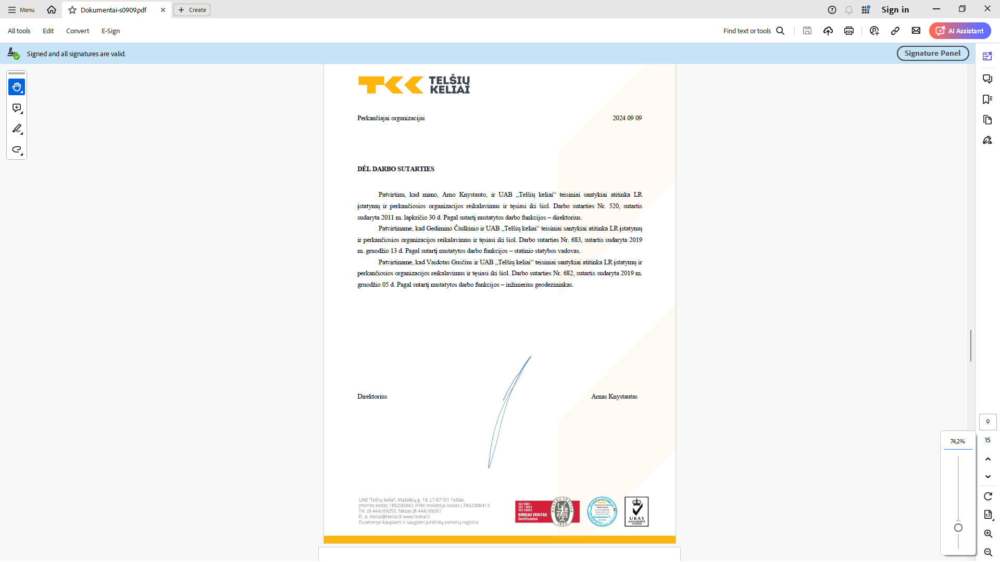 Menu
Dokumentai-s0909.pdf
Create
Sign in
All tools
Edit
Convert
E-Sign
Find text or tools
AI Assistant
Signed and all signatures are valid.
Signature Panel
TELŠIŲ
KELIAI
Perkančiajai organizacijai
2024 09 09
DĖL DARBO SUTARTIES
Patvirtinu, kad mano, Arno Knystauto, ir UAB „Telšių keliai“ teisiniai santykiai atitinka LR
įstatymų ir perkančiosios organizacijos reikalavimus ir tęsiasi iki šiol. Darbo sutarties Nr. 520, sutartis
sudaryta 2011 m. lapkričio 30 d. Pagal sutartį nustatytos darbo funkcijos – direktorius.
Patvirtiname, kad Gedimino Čiulkinio ir UAB „Telšių keliai“ teisiniai santykiai atitinka LR įstatymų
ir perkančiosios organizacijos reikalavimus ir tęsiasi iki šiol. Darbo sutarties Nr. 683, sutartis sudaryta 2019
m. gruodžio 13 d. Pagal sutartį nustatytos darbo funkcijos – statinio statybos vadovas.
Patvirtiname, kad Vaidotas Gusčius ir UAB „Telšių keliai“ teisiniai santykiai atitinka LR įstatymų ir
perkančiosios organizacijos reikalavimus ir tęsiasi iki šiol. Darbo sutarties Nr. 682, sutartis sudaryta 2019 m.
gruodžio 05 d. Pagal sutartį nustatytos darbo funkcijos – inžinierius geodezininkas.
Direktorius
Arnas Knystautas
UAB "Telšių keliai", Mažeikių g. 18, LT-87101 Telšiai.
Įmonės kodas 180200843, PVM mokėtojo kodas LT802008413
Tel. (8 444) 69250, faksas (8 444) 69261
El. p. tkeliai@tkeliai.lt www.tkeliai.lt
Duomenys kaupiami ir saugomi Juridinių asmenų registre.
ISO 9001
ISO 14001
ISO 45001
BUREAU VERITAS
Certification
BUREAU VERITAS
1828
UKAS
MANAGEMENT
SYSTEMS
9
15
74,2%